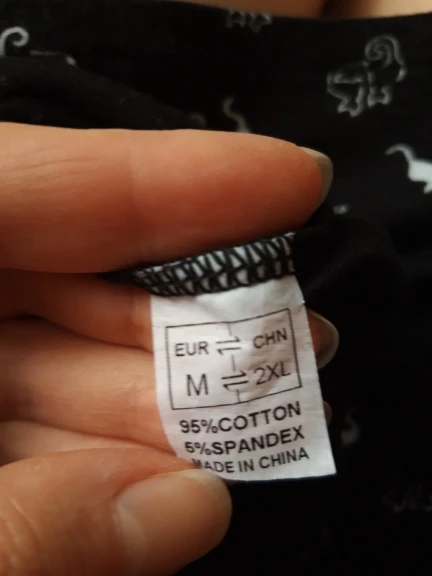 EUR ⇌ CHN
M ⇌ 2XL
95%COTTON
5%SPANDEX
MADE IN CHINA